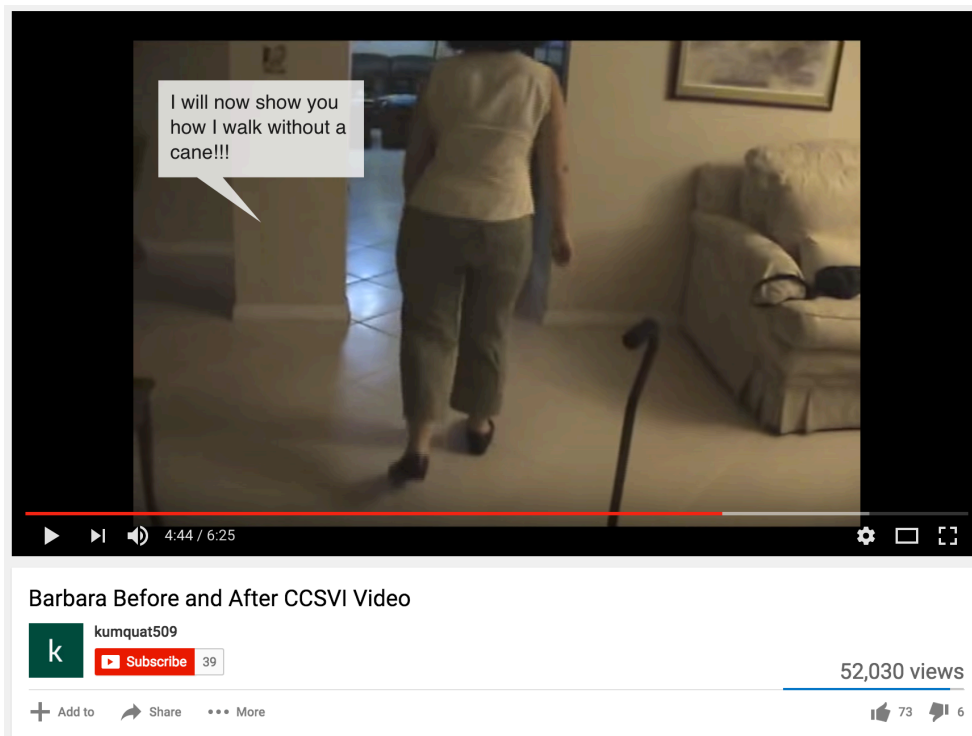 I will now show you
how I walk without a
cane!!!
4:44 / 6:25
Barbara Before and After CCSVI Video
k
kumquat509
Subscribe 39
52,030 views
Add to Share More
73 6